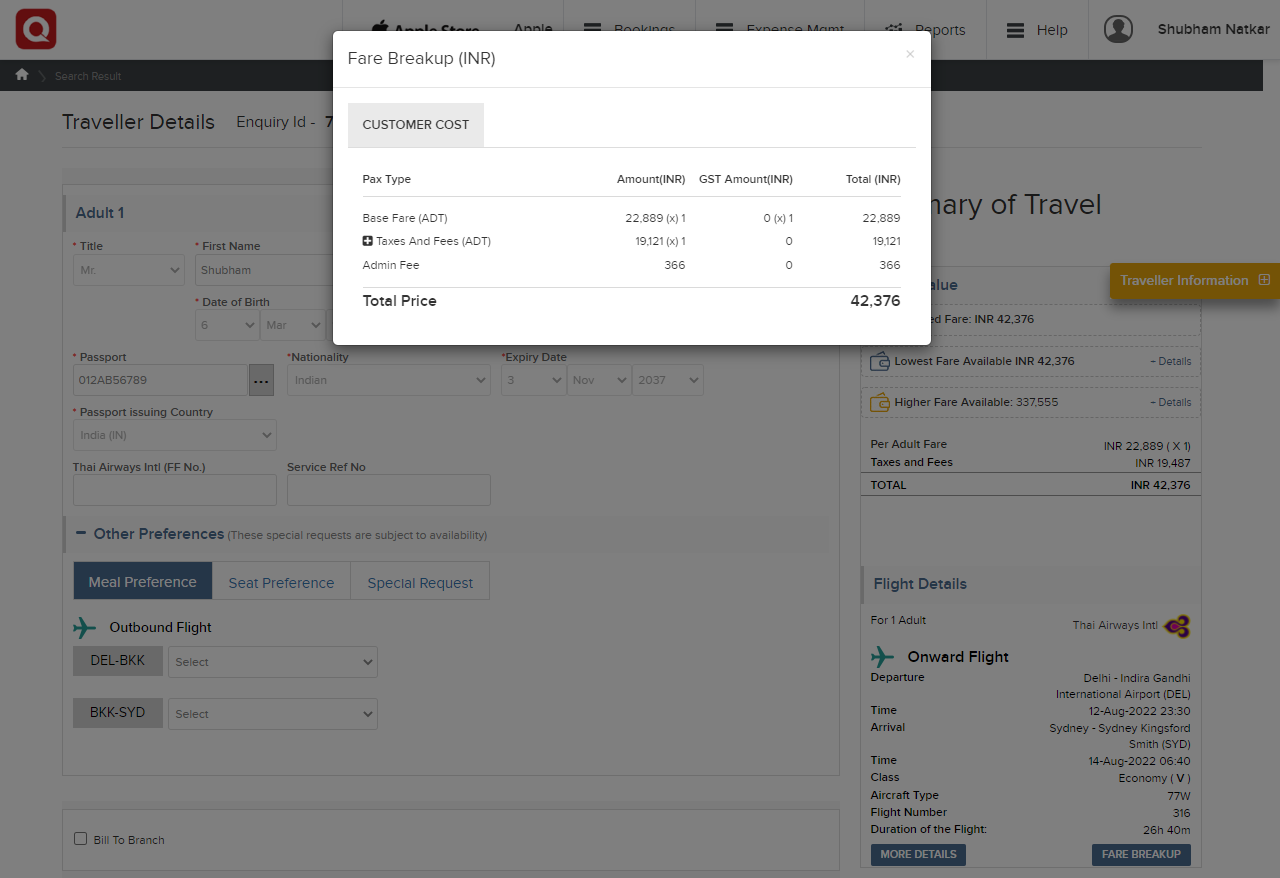 Apple Store
Apple
Bookings
Expense Mgmt
Reports
Help
Shubham Natkar
Search Result
Fare Breakup (INR)
×
CUSTOMER COST
Pax Type Amount(INR) GST Amount(INR) Total (INR)
Base Fare (ADT) 22,889 (x) 1 0 (x) 1 22,889
Taxes And Fees (ADT) 19,121 (x) 1 0 19,121
Admin Fee 366 0 366
Total Price 42,376
Traveller Details Enquiry Id - 7
Adult 1
* Title * First Name
Mr. Shubham
* Date of Birth
6 Mar
* Passport *Nationality *Expiry Date
012AB56789 ... Indian 3 Nov 2037
* Passport issuing Country
India (IN)
Thai Airways Intl (FF No.) Service Ref No
Other Preferences (These special requests are subject to availability)
Meal Preference Seat Preference Special Request
Outbound Flight
DEL-BKK Select
BKK-SYD Select
Bill To Branch
mary of Travel
alue
Traveller Information
ed Fare: INR 42,376
Lowest Fare Available INR 42,376 - Details
Higher Fare Available: 337,555 - Details
Per Adult Fare INR 22,889 ( X 1)
Taxes and Fees INR 19,487
TOTAL INR 42,376
Flight Details
For 1 Adult Thai Airways Intl
Onward Flight
Departure Delhi - Indira Gandhi
International Airport (DEL)
Time 12-Aug-2022 23:30
Arrival Sydney - Sydney Kingsford
Smith (SYD)
Time 14-Aug-2022 06:40
Class Economy ( V )
Aircraft Type 77W
Flight Number 316
Duration of the Flight: 26h 40m
MORE DETAILS FARE BREAKUP